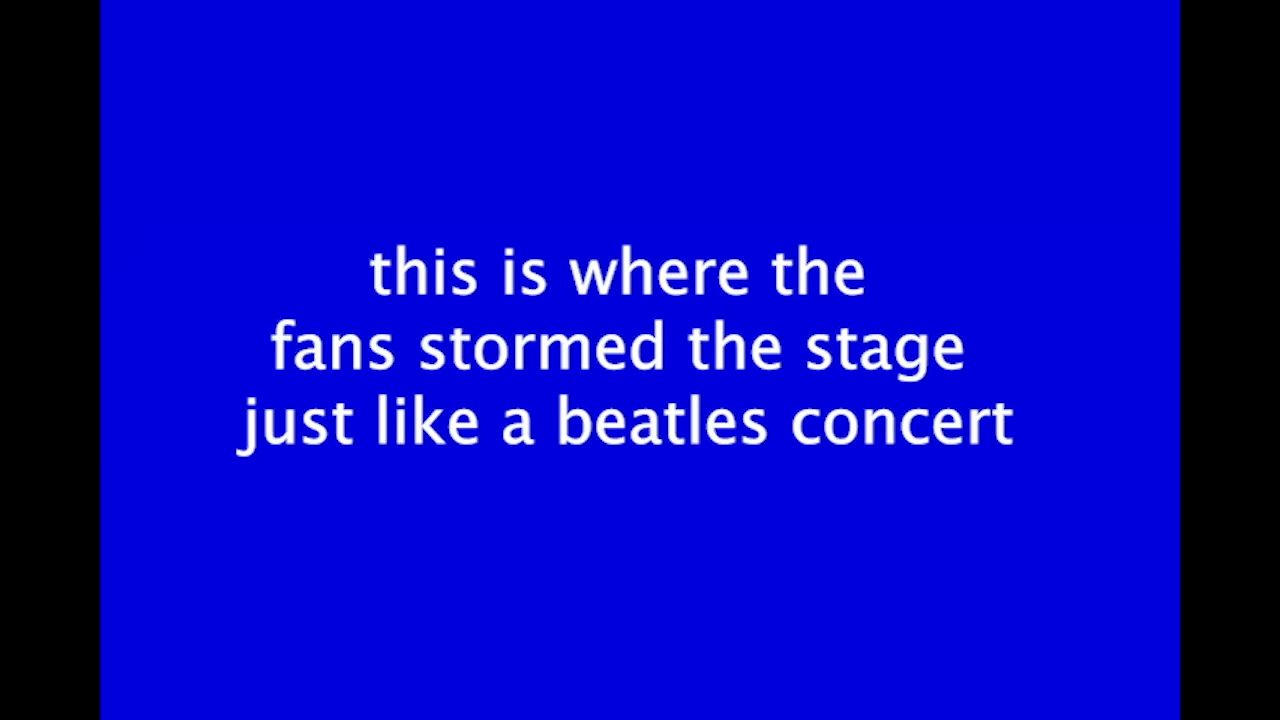 this is where the
fans stormed the stage
just like a beatles concert